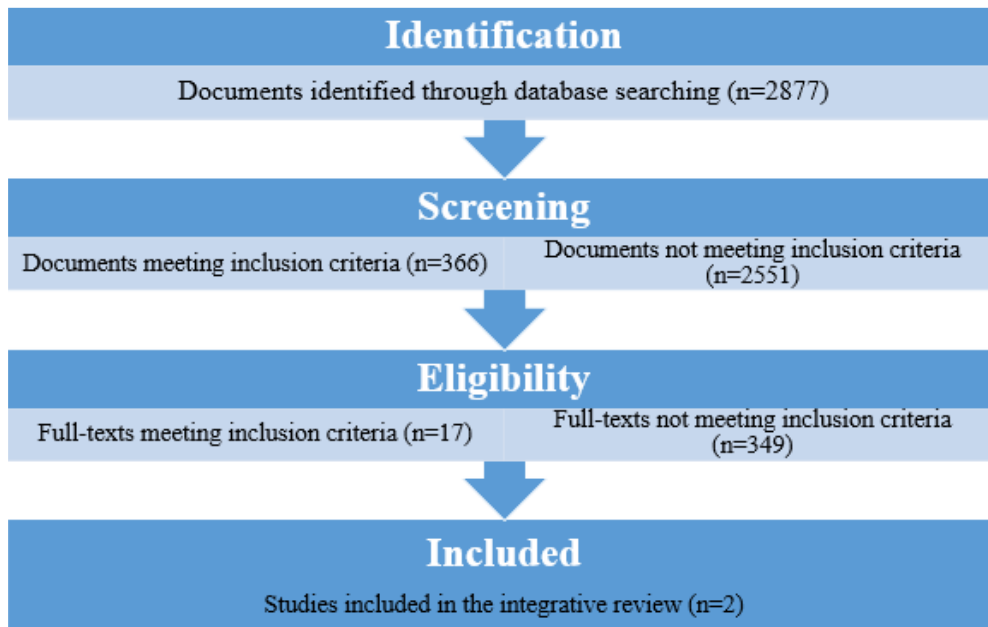 Identification
Documents identified through database searching (n=2877)
Screening
Documents meeting inclusion criteria (n=366)
Documents not meeting inclusion criteria
(n=2551)
Eligibility
Full-texts meeting inclusion criteria (n=17)
Full-texts not meeting inclusion criteria
(n=349)
Included
Studies included in the integrative review (n=2)